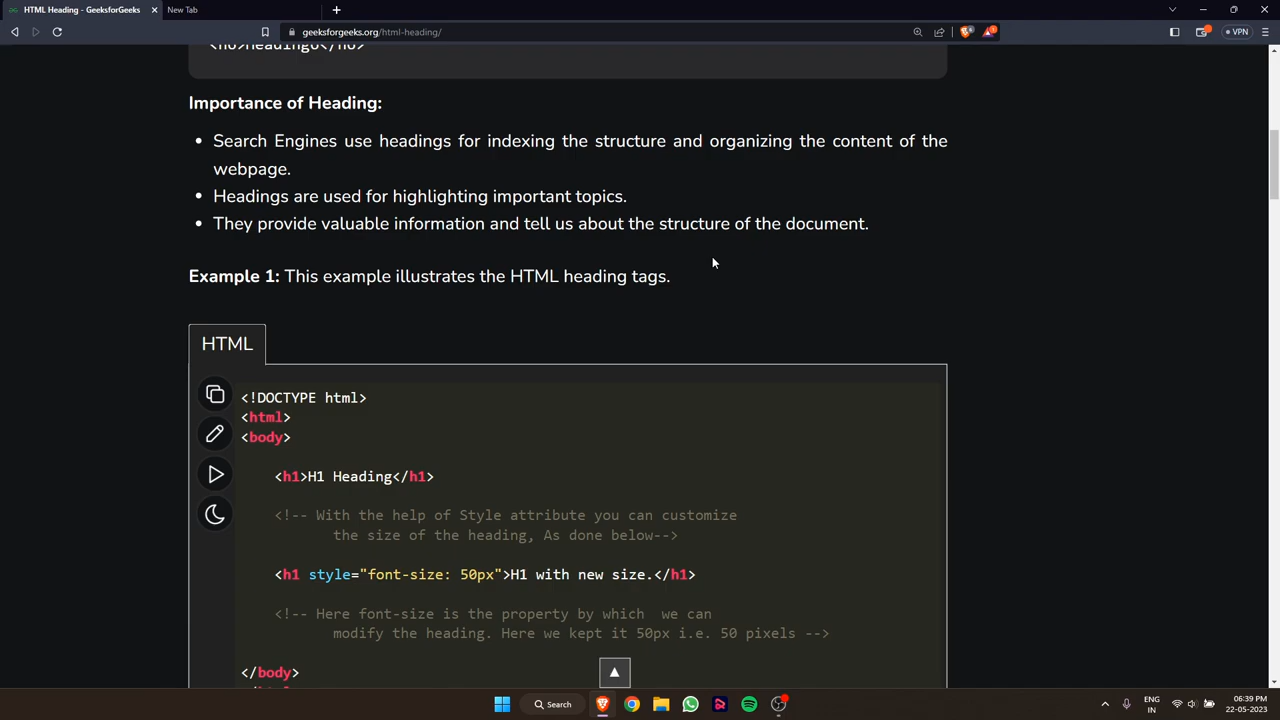 HTML Heading - GeeksforGeeks
New Tab
geeksforgeeks.org/html-heading/
VPN
Importance of Heading:
Search Engines use headings for indexing the structure and organizing the content of the
webpage.
Headings are used for highlighting important topics.
They provide valuable information and tell us about the structure of the document.
Example 1: This example illustrates the HTML heading tags.
HTML
<!DOCTYPE html>
<html>
<body>
<h1>H1 Heading</h1>
<!-- With the help of Style attribute you can customize
the size of the heading, As done below-->
<h1 style="font-size: 50px">H1 with new size.</h1>
<!-- Here font-size is the property by which  we can
modify the heading. Here we kept it 50px i.e. 50 pixels -->
</body>
Search
ENG
IN
06:39 PM
22-05-2023